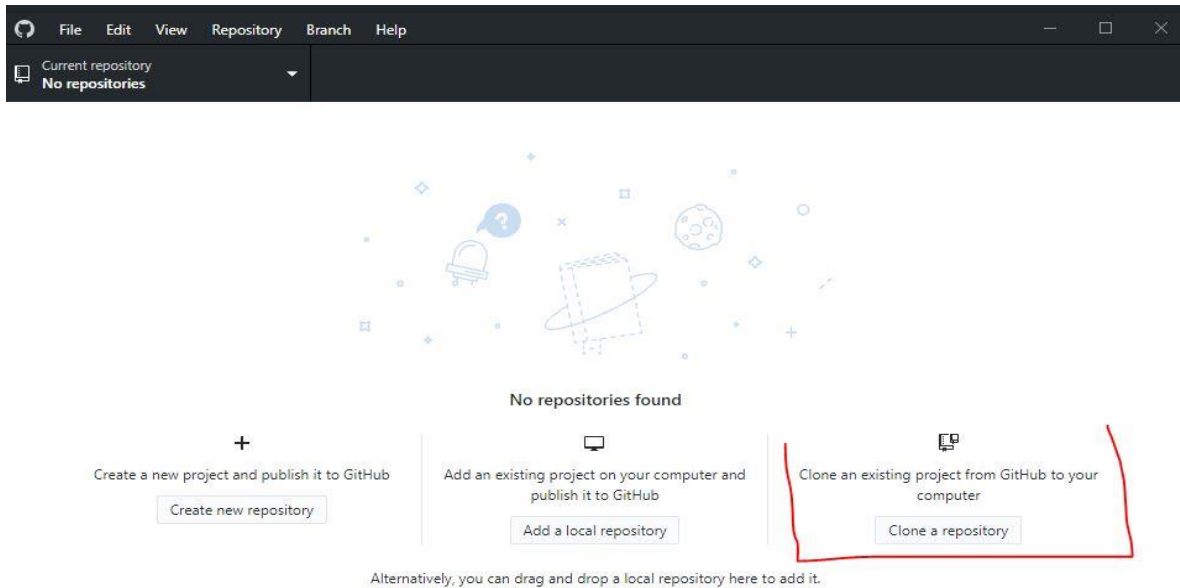 File Edit View Repository Branch Help
Current repository
No repositories
?
No repositories found
Create a new project and publish it to GitHub
Create new repository
Add an existing project on your computer and
publish it to GitHub
Add a local repository
Clone an existing project from GitHub to your
computer
Clone a repository
Alternatively, you can drag and drop a local repository here to add it.